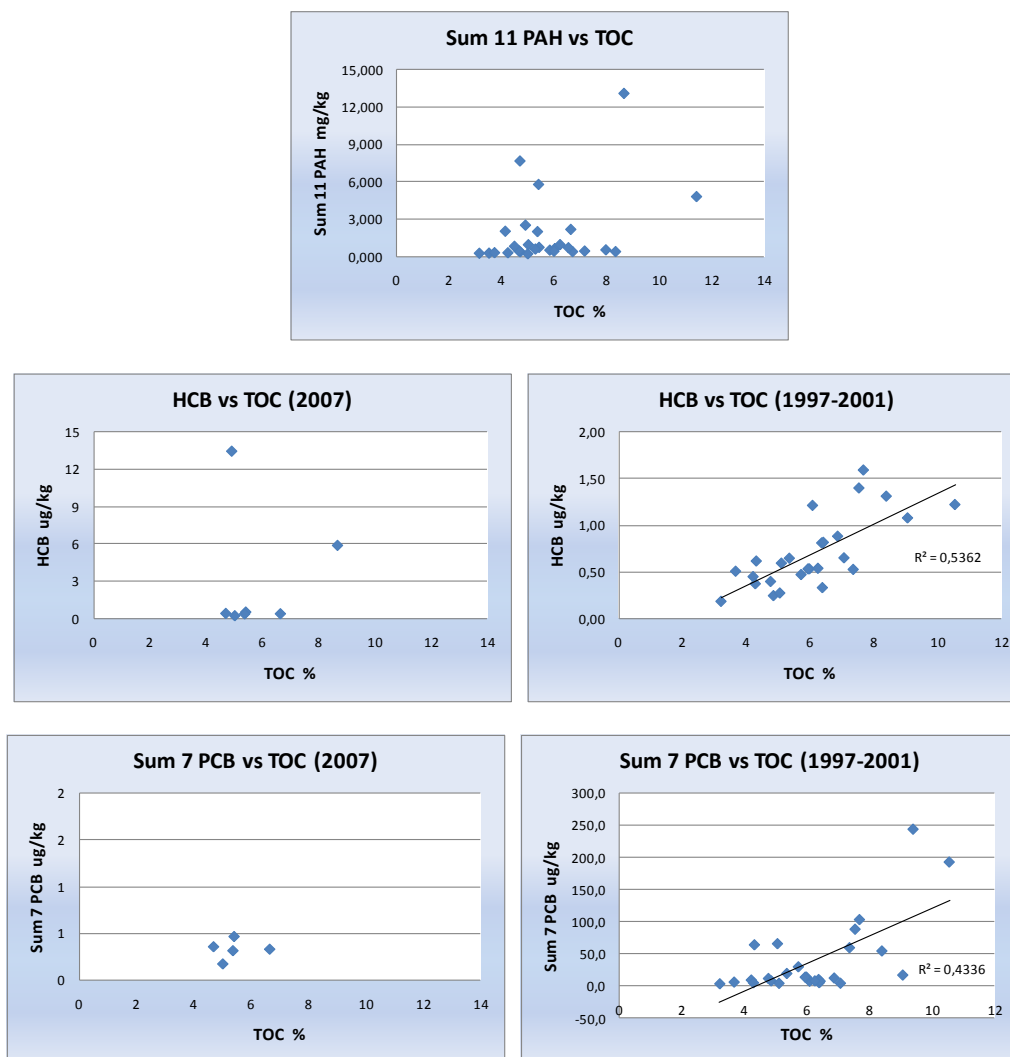 Sum 11 PAH vs TOC
Sum 11 PAH mg/kg
15,000
12,000
9,000
6,000
3,000
0,000
0 2 4 6 8 10 12 14
TOC %
HCB vs TOC (2007)
HCB ug/kg
15
12
9
6
3
0
0 2 4 6 8 10 12 14
TOC %
HCB vs TOC (1997-2001)
HCB ug/kg
2,00
1,50
1,00
0,50
0,00
R² = 0,5362
0 2 4 6 8 10 12
TOC %
Sum 7 PCB vs TOC (2007)
Sum 7 PCB ug/kg
2
2
1
1
0
0 2 4 6 8 10 12 14
TOC %
Sum 7 PCB vs TOC (1997-2001)
Sum 7 PCB ug/kg
300,0
250,0
200,0
150,0
100,0
50,0
0,0
-50,0
R² = 0,4336
0 2 4 6 8 10 12
TOC %